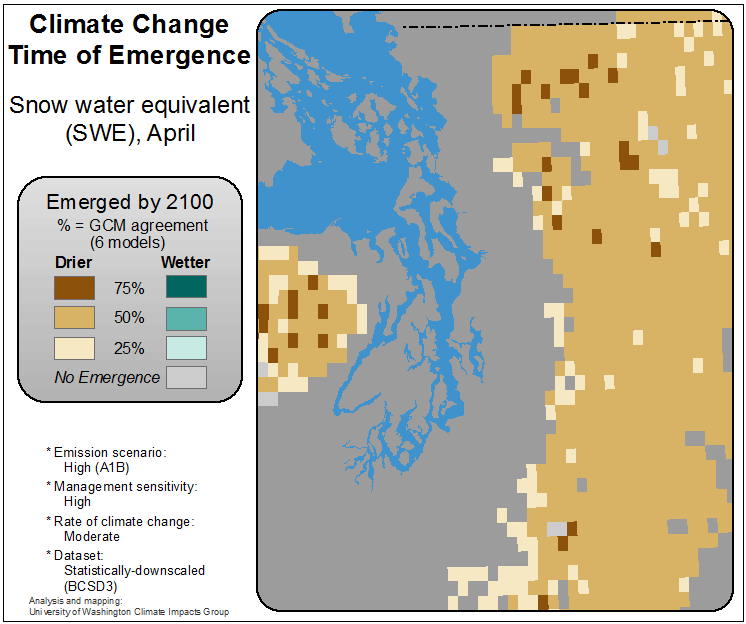 Climate Change
Time of Emergence
Snow water equivalent
(SWE), April
Emerged by 2100
% = GCM agreement
(6 models)
Drier Wetter
75%
50%
25%
No Emergence
* Emission scenario:
High (A1B)
* Management sensitivity:
High
* Rate of climate change:
Moderate
* Dataset:
Statistically-downscaled
(BCSD3)
Analysis and mapping:
University of Washington Climate Impacts Group